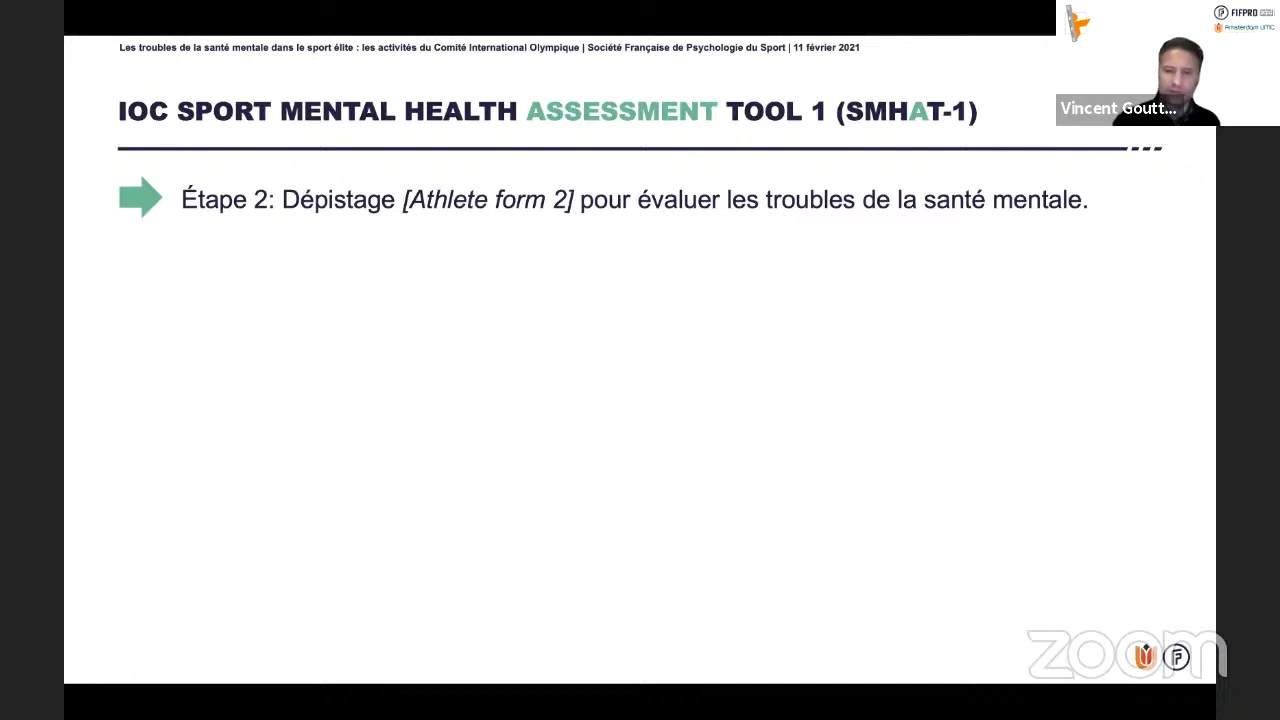 Les troubles de la santé mentale dans le sport élite : les activités du Comité International Olympique | Société Française de Psychologie du Sport | 11 février 2021
FIFPRO
Amsterdam UMC
Vincent Goutt...
IOC SPORT MENTAL HEALTH ASSESSMENT TOOL 1 (SMHAT-1)
Étape 2: Dépistage [Athlete form 2] pour évaluer les troubles de la santé mentale.
zoom